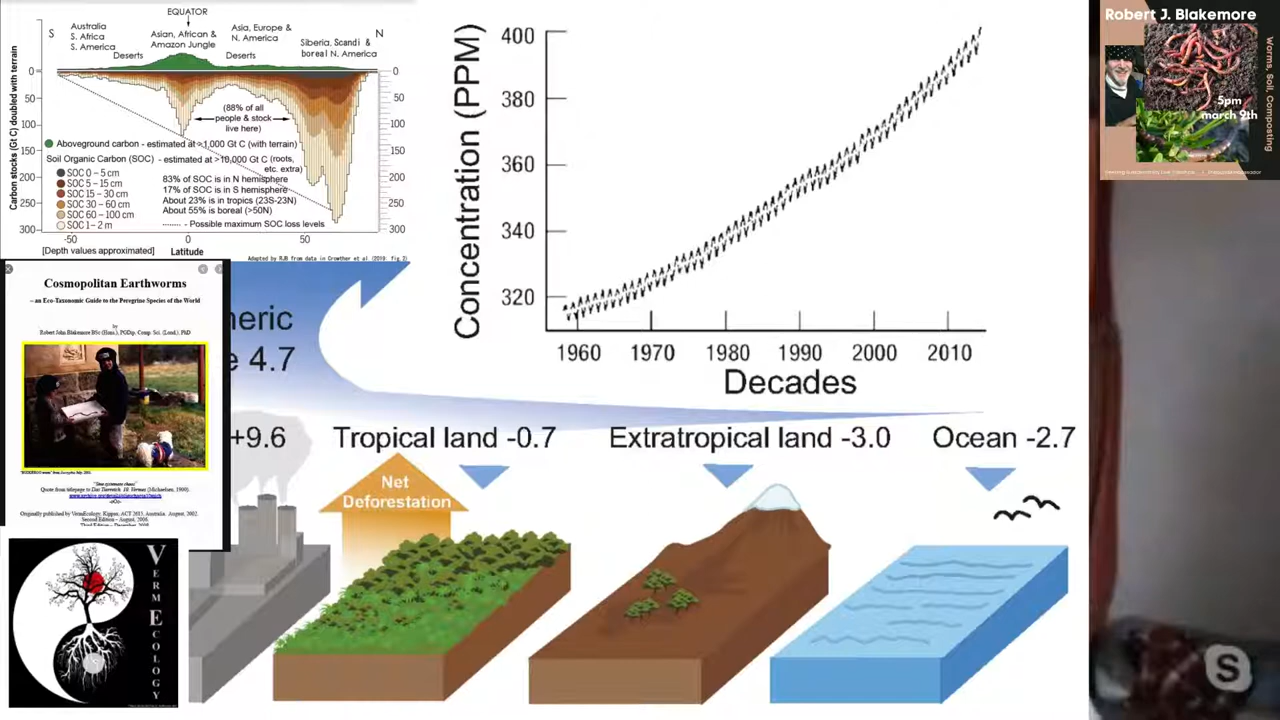 EQUATOR
S
N
Australia
S. Africa
S. America
Asian, African &
Amazon Jungle
Asia, Europe &
N. America
Siberia, Scandi &
boreal N. America
Deserts
Deserts
Carbon stocks (Gt C) (doubled with terrain
0
50
100
150
200
250
300
0
50
100
150
200
250
300
(88% of all
people & stock
live here)
Aboveground carbon - estimated at >1,000 Gt C (with terrain)
Soil Organic Carbon (SOC) - estimated at >10,000 Gt C (roots,
etc. extra)
SOC 0 – 5 cm
SOC 5 – 15 cm
SOC 15 – 30 cm
SOC 30 – 60 cm
SOC 60 – 100 cm
SOC 1– 2 m
83% of SOC is in N hemisphere
17% of SOC is in S hemisphere
About 23% is in tropics (23S-23N)
About 55% is boreal (>50N)
- Possible maximum SOC loss levels
-50
0
50
[Depth values approximated]
Latitude
Adapted by RJB from data in Crowther et al. (2019: fig.2)
Concentration (PPM)
400
380
360
340
320
1960
1970
1980
1990
2000
2010
Decades
Robert J. Blakemore
Worms, Soil, Composting
5pm
march 9th
Cosmopolitan Earthworms
– an Eco-Taxonomic Guide to the Peregrine Species of the World
by
Robert John Blakemore BSc (Hons.), PGDip. Comp. Sci. (Lond.), PhD
Originally published by VermEcology, Kippax, ACT 2615, Australia. August, 2002.
Second Edition – August, 2006.
neric
e 4.7
+9.6
Tropical land -0.7
Extratropical land -3.0
Ocean -2.7
Net
Deforestation
VERMECOLOGY
S